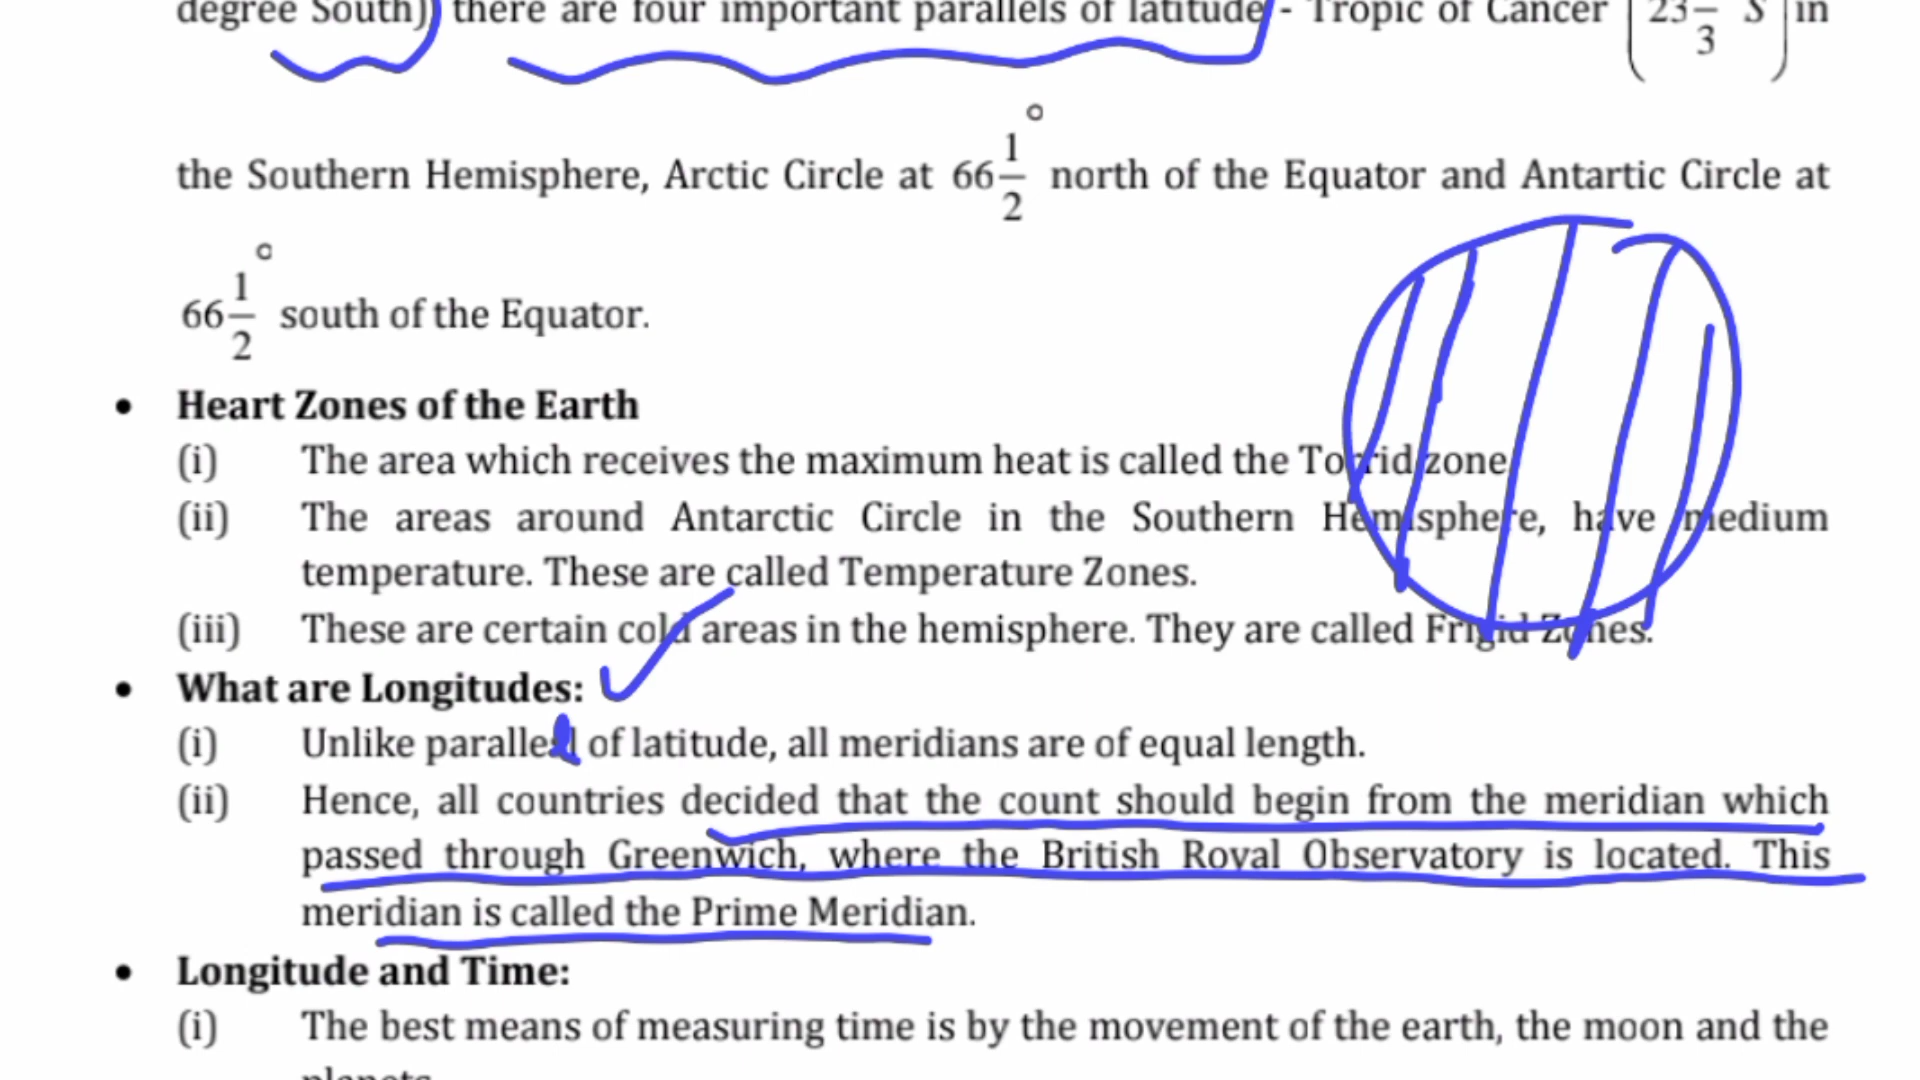 degree South)) there are four important parallels of latitude - Tropic of Cancer (23— S) in
3
the Southern Hemisphere, Arctic Circle at 66 1/2° north of the Equator and Antartic Circle at
66 1/2° south of the Equator.
• Heart Zones of the Earth
(i) The area which receives the maximum heat is called the Torrid zone
(ii) The areas around Antarctic Circle in the Southern Hemisphere, have medium
temperature. These are called Temperature Zones.
(iii) These are certain cold areas in the hemisphere. They are called Frigid Zones.
• What are Longitudes:
(i) Unlike parallel of latitude, all meridians are of equal length.
(ii) Hence, all countries decided that the count should begin from the meridian which
passed through Greenwich, where the British Royal Observatory is located. This
meridian is called the Prime Meridian.
• Longitude and Time:
(i) The best means of measuring time is by the movement of the earth, the moon and the
planets